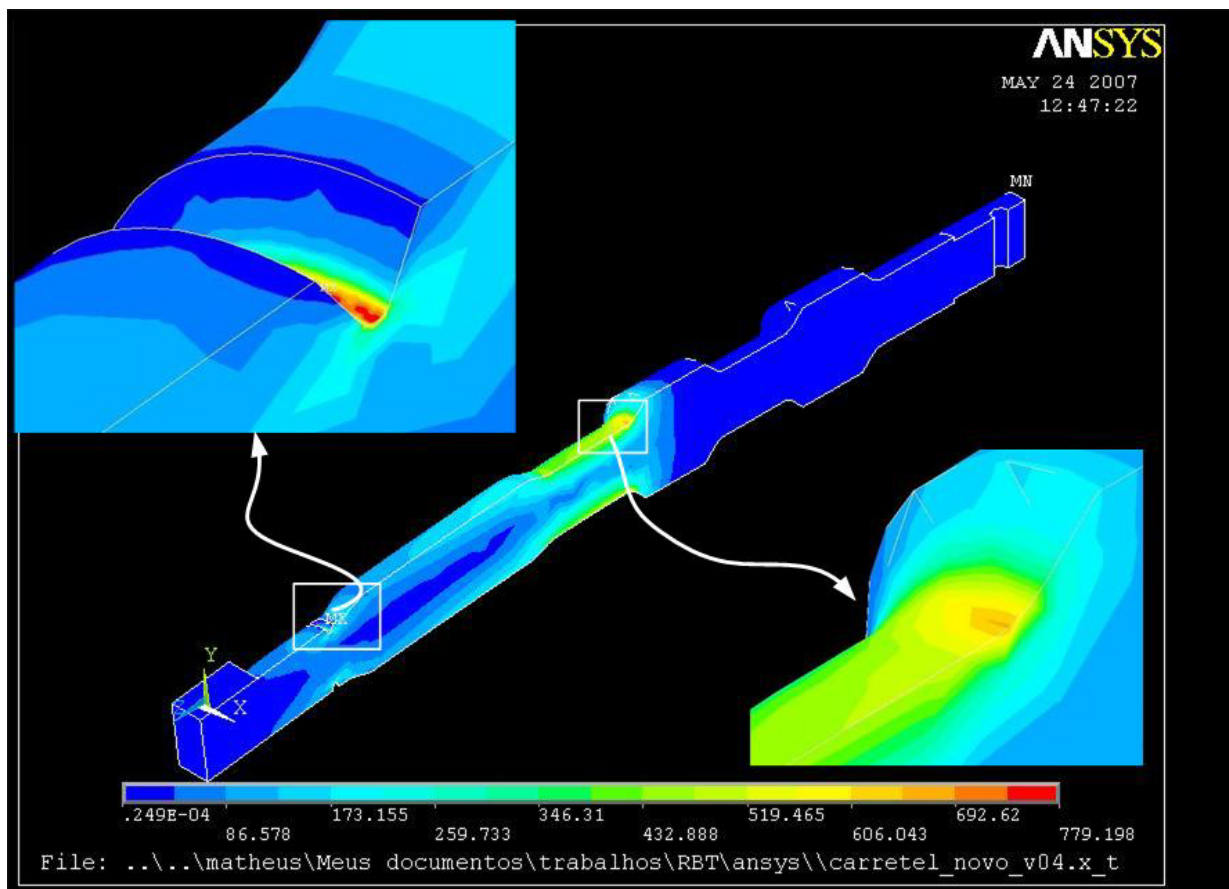 ANSYS
MAY 24 2007
12:47:22
MN
MX
MX
Y
Z X
.249E-04 173.155 346.31 519.465 692.62
86.578 259.733 432.888 606.043 779.198
File: ..\..\matheus\Meus documentos\trabalhos\RBT\ansys\\carretel_novo_v04.x_t